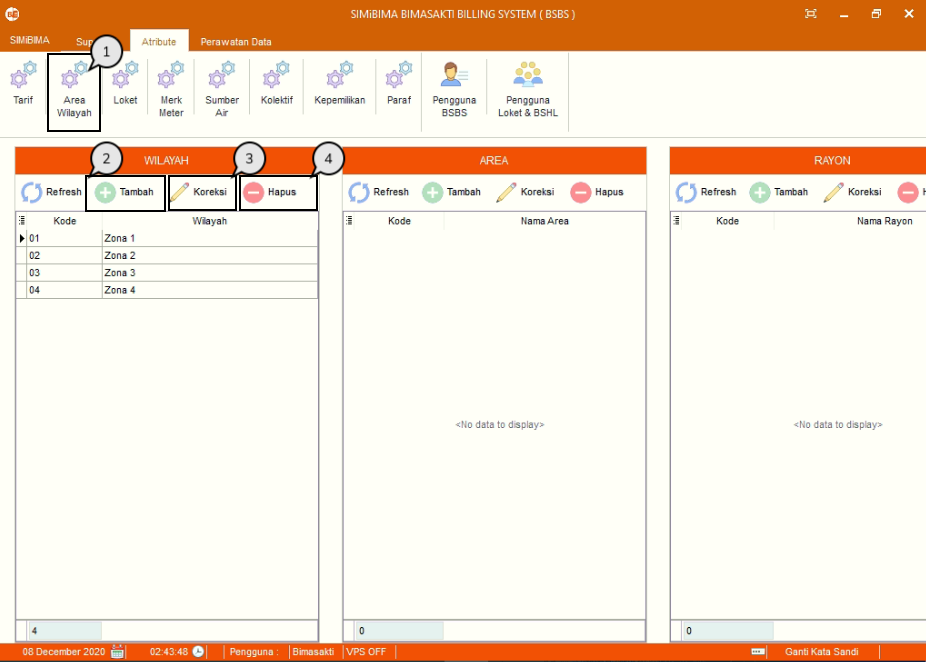 SIMiBIMA BIMASAKTI BILLING SYSTEM ( BSBS )
SIMiBIMA
Atribute
Perawatan Data
1
Tarif
Area
Wilayah
Loket
Merk
Meter
Sumber
Air
Kolektif
Kepemilikan
Paraf
Pengguna
BSBS
Pengguna
Loket & BSHL
2
3
4
WILAYAH
Refresh
Tambah
Koreksi
Hapus
Kode
Wilayah
01 Zona 1
02 Zona 2
03 Zona 3
04 Zona 4
4
AREA
Refresh
Tambah
Koreksi
Hapus
Kode
Nama Area
<No data to display>
0
RAYON
Refresh
Tambah
Koreksi
Kode
Nama Rayon
<No data to display>
0
08 December 2020
02:43:48
Pengguna :
Bimasakti
VPS OFF
Ganti Kata Sandi